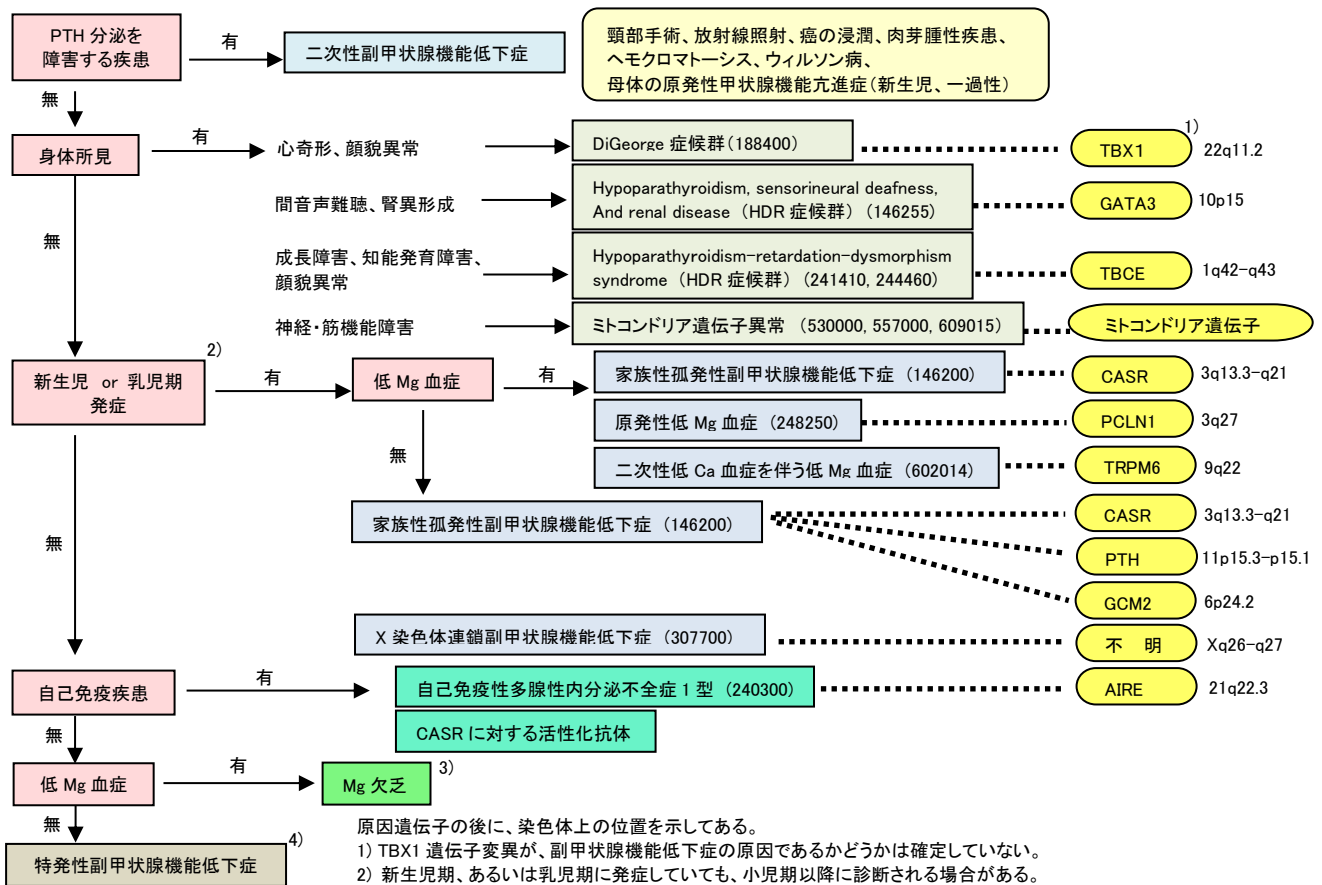 PTH 分泌を
障害する疾患
有
二次性副甲状腺機能低下症
頸部手術、放射線照射、癌の浸潤、肉芽腫性疾患、
ヘモクロマトーシス、ウィルソン病、
母体の原発性甲状腺機能亢進症(新生児、一過性)
無
身体所見
有
心奇形、顔貌異常
DiGeorge 症候群(188400)
TBX1
1)
22q11.2
間音声難聴、腎異形成
Hypoparathyroidism, sensorineural deafness,
And renal disease (HDR 症候群) (146255)
GATA3
10p15
無
成長障害、知能発育障害、
顔貌異常
Hypoparathyroidism-retardation-dysmorphism
syndrome (HDR 症候群) (241410, 244460)
TBCE
1q42-q43
神経・筋機能障害
ミトコンドリア遺伝子異常 (530000, 557000, 609015)
ミトコンドリア遺伝子
新生児 or 乳児期
発症
2)
有
低 Mg 血症
有
家族性孤発性副甲状腺機能低下症 (146200)
CASR
3q13.3-q21
原発性低 Mg 血症 (248250)
PCLN1
3q27
無
二次性低 Ca 血症を伴う低 Mg 血症 (602014)
TRPM6
9q22
家族性孤発性副甲状腺機能低下症 (146200)
CASR
3q13.3-q21
無
PTH
11p15.3-p15.1
GCM2
6p24.2
X 染色体連鎖副甲状腺機能低下症 (307700)
不 明
Xq26-q27
自己免疫疾患
有
自己免疫性多腺性内分泌不全症 1 型 (240300)
AIRE
21q22.3
CASR に対する活性化抗体
無
低 Mg 血症
有
Mg 欠乏
3)
無
特発性副甲状腺機能低下症
4)
原因遺伝子の後に、染色体上の位置を示してある。
1) TBX1 遺伝子変異が、副甲状腺機能低下症の原因であるかどうかは確定していない。
2) 新生児期、あるいは乳児期に発症していても、小児期以降に診断される場合がある。